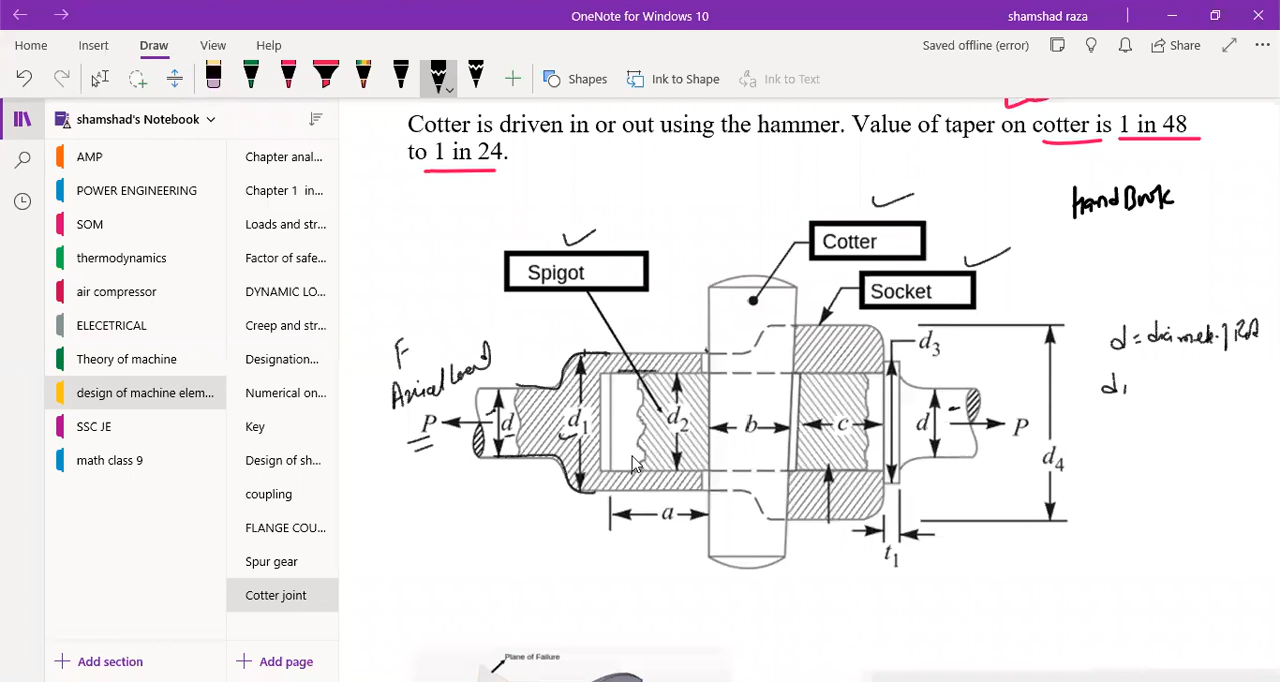 OneNote for Windows 10
shamshad raza
Home
Insert
Draw
View
Help
Saved offline (error)
Share
Shapes
Ink to Shape
Ink to Text
shamshad's Notebook
AMP
POWER ENGINEERING
SOM
thermodynamics
air compressor
ELECETRICAL
Theory of machine
design of machine elem...
SSC JE
math class 9
Add section
Chapter anal...
Chapter 1 in...
Loads and str...
Factor of safe...
DYNAMIC LO...
Creep and str...
Designation...
Numerical on...
Key
Design of sh...
coupling
FLANGE COU...
Spur gear
Cotter joint
Add page
Cotter is driven in or out using the hammer. Value of taper on cotter is 1 in 48
to 1 in 24.
HandBook
Cotter
Spigot
Socket
F
Axial load
P
d
d1
d2
b
c
d3
d
P
d4
a
t1
d =
d1
Plane of Failure